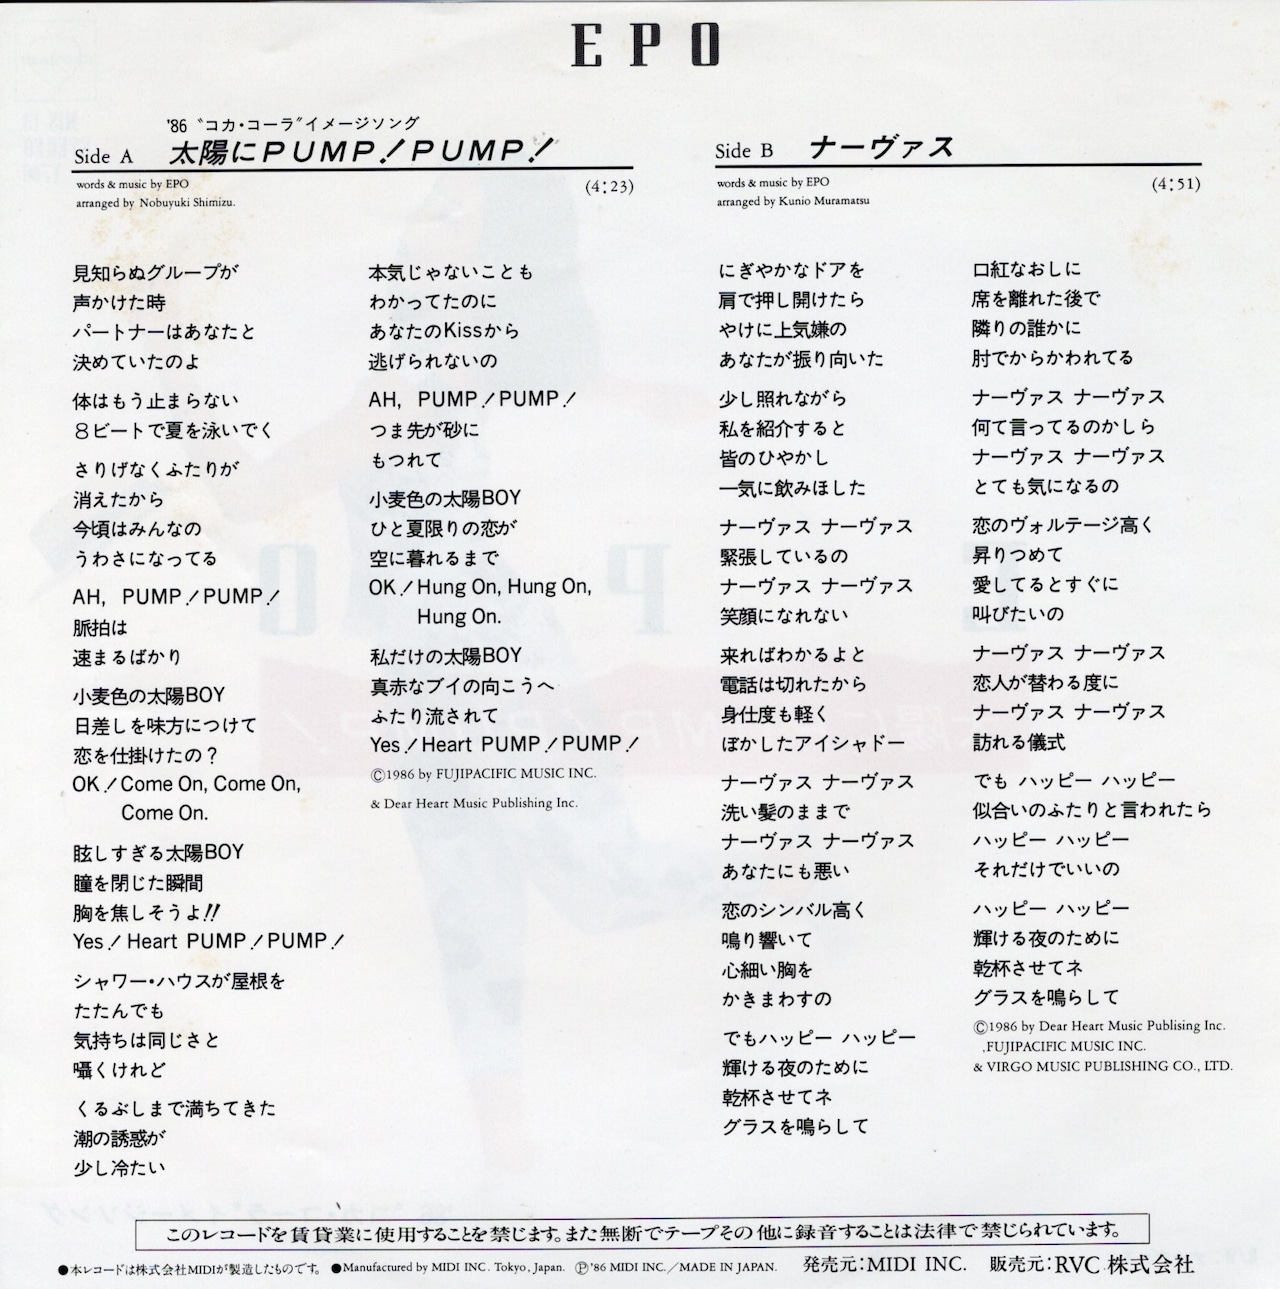 EPO
'86 "コカ・コーラ"イメージソング
Side A 太陽にPUMP!PUMP!
words & music by EPO
arranged by Nobuyuki Shimizu.
(4:23)
見知らぬグループが
声かけた時
パートナーはあなたと
決めていたのよ
体はもう止まらない
8ビートで夏を泳いでく
さりげなくふたりが
消えたから
今頃はみんなの
うわさになってる
AH, PUMP!PUMP!
脈拍は
速まるばかり
小麦色の太陽BOY
日差しを味方につけて
恋を仕掛けたの?
OK!Come On, Come On,
Come On.
眩しすぎる太陽BOY
瞳を閉じた瞬間
胸を焦しそうよ!!
Yes!Heart PUMP!PUMP!
シャワー・ハウスが屋根を
たたんでも
気持ちは同じさと
囁くけれど
くるぶしまで満ちてきた
潮の誘惑が
少し冷たい
本気じゃないことも
わかってたのに
あなたのKissから
逃げられないの
AH, PUMP!PUMP!
つま先が砂に
もつれて
小麦色の太陽BOY
ひと夏限りの恋が
空に暮れるまで
OK!Hung On, Hung On,
Hung On.
私だけの太陽BOY
真赤なブイの向こうへ
ふたり流されて
Yes!Heart PUMP!PUMP!
©1986 by FUJIPACIFIC MUSIC INC.
& Dear Heart Music Publishing Inc.
Side B ナーヴァス
words & music by EPO
arranged by Kunio Muramatsu
(4:51)
にぎやかなドアを
肩で押し開けたら
やけに上気嫌の
あなたが振り向いた
少し照れながら
私を紹介すると
皆のひやかし
一気に飲みほした
ナーヴァス ナーヴァス
緊張しているの
ナーヴァス ナーヴァス
笑顔になれない
来ればわかるよと
電話は切れたから
身仕度も軽く
ぼかしたアイシャドー
ナーヴァス ナーヴァス
洗い髪のままで
ナーヴァス ナーヴァス
あなたにも悪い
恋のシンバル高く
鳴り響いて
心細い胸を
かきまわすの
でもハッピー ハッピー
輝ける夜のために
乾杯させてネ
グラスを鳴らして
口紅なおしに
席を離れた後で
隣りの誰かに
肘でからかわれてる
ナーヴァス ナーヴァス
何て言ってるのかしら
ナーヴァス ナーヴァス
とても気になるの
恋のヴォルテージ高く
昇りつめて
愛してるとすぐに
叫びたいの
ナーヴァス ナーヴァス
恋人が替わる度に
ナーヴァス ナーヴァス
訪れる儀式
でも ハッピー ハッピー
似合いのふたりと言われたら
ハッピー ハッピー
それだけでいいの
ハッピー ハッピー
輝ける夜のために
乾杯させてネ
グラスを鳴らして
©1986 by Dear Heart Music Publising Inc.
,FUJIPACIFIC MUSIC INC.
& VIRGO MUSIC PUBLISHING CO., LTD.
このレコードを賃貸業に使用することを禁じます。また無断でテープその他に録音することは法律で禁じられています。
●本レコードは株式会社MIDIが製造したものです。 ●Manufactured by MIDI INC. Tokyo, Japan. Ⓟ'86 MIDI INC./MADE IN JAPAN. 発売元:MIDI INC. 販売元:RVC 株式会社